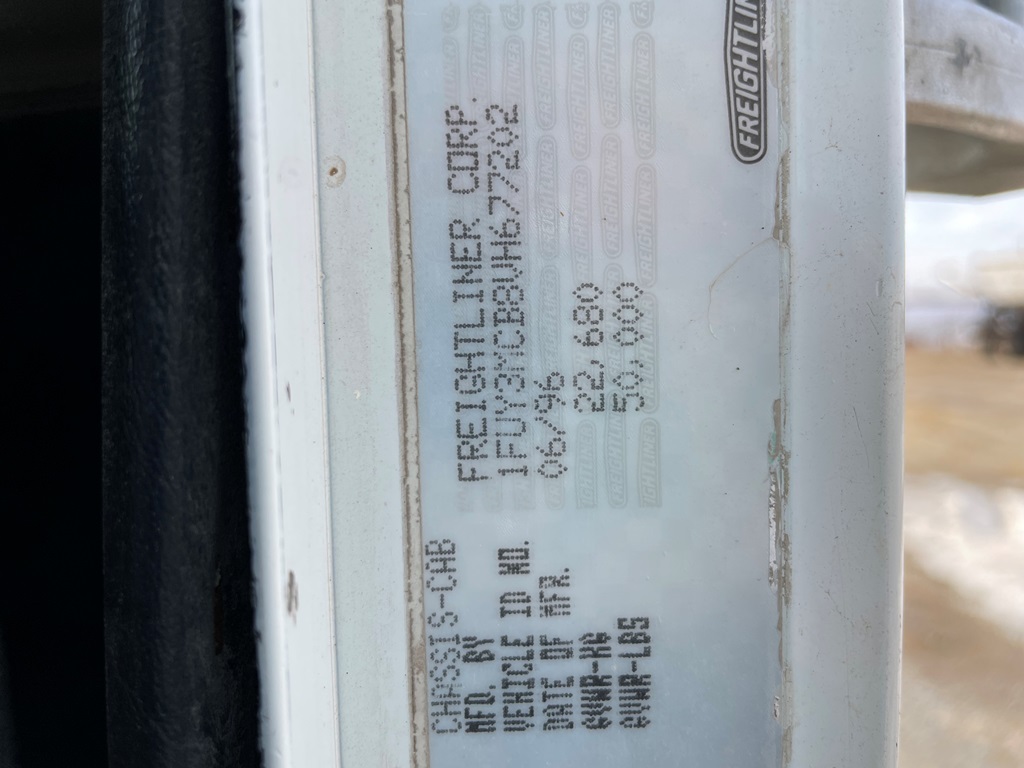 CHASSIS-CAB
MFD. BY FREIGHTLINER CORP.
VEHICLE ID NO. 1FUY3MCB8WH677202
DATE OF MFR. 06/96
GVWR-KG 22,680
GVWR-LBS 50,000
FREIGHTLINER